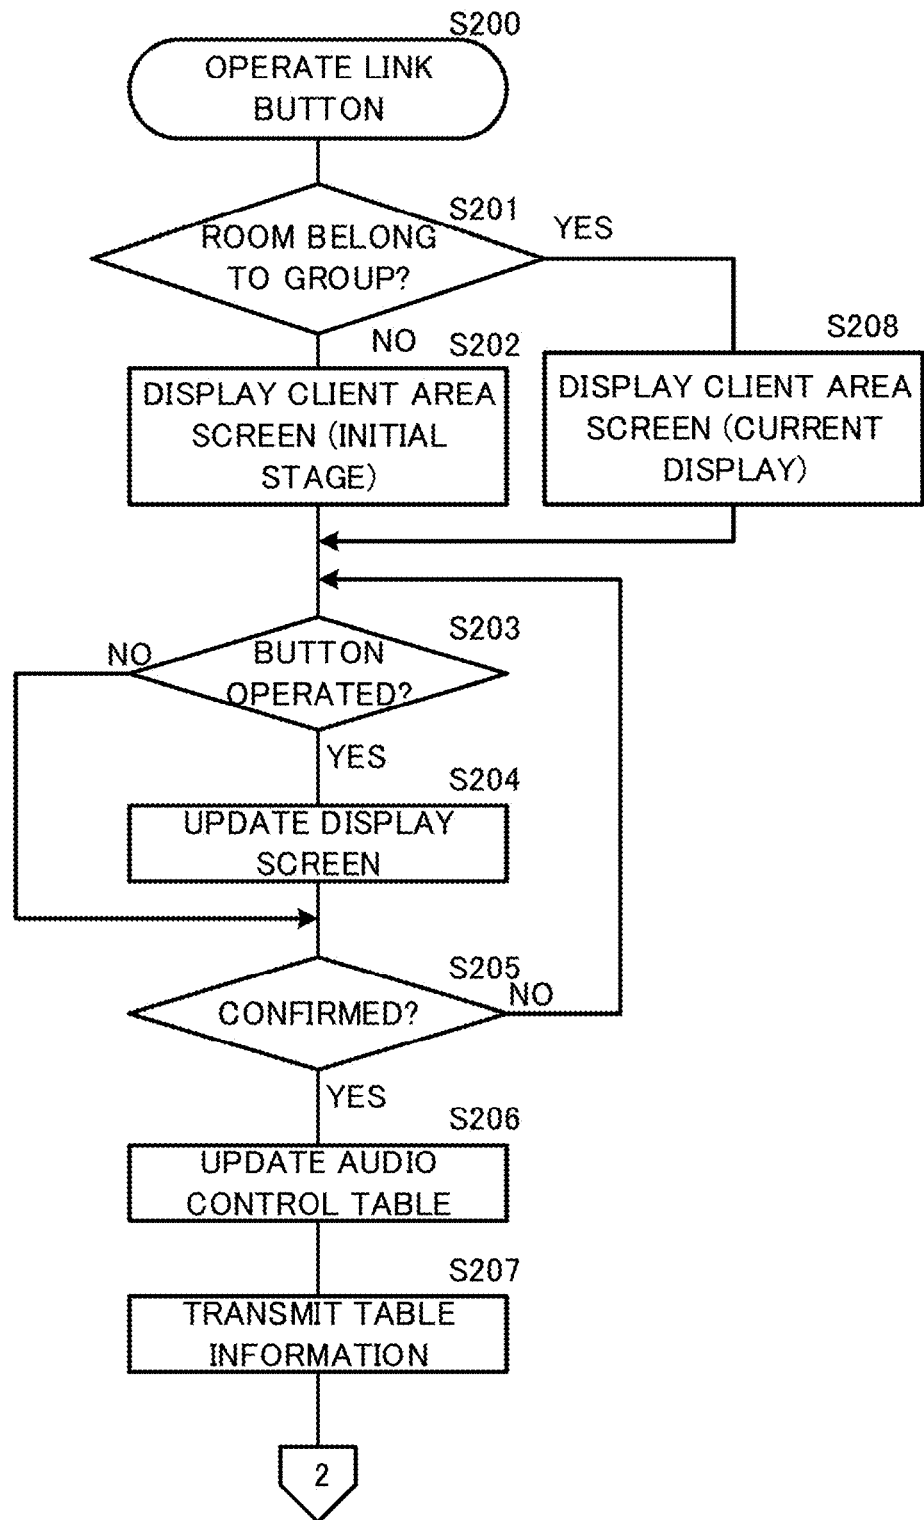 S200
OPERATE LINK
BUTTON
S201
ROOM BELONG
TO GROUP?
YES
NO
S202
DISPLAY CLIENT AREA
SCREEN (INITIAL
STAGE)
S208
DISPLAY CLIENT AREA
SCREEN (CURRENT
DISPLAY)
S203
NO
BUTTON
OPERATED?
YES
S204
UPDATE DISPLAY
SCREEN
S205
CONFIRMED?
NO
YES
S206
UPDATE AUDIO
CONTROL TABLE
S207
TRANSMIT TABLE
INFORMATION
2